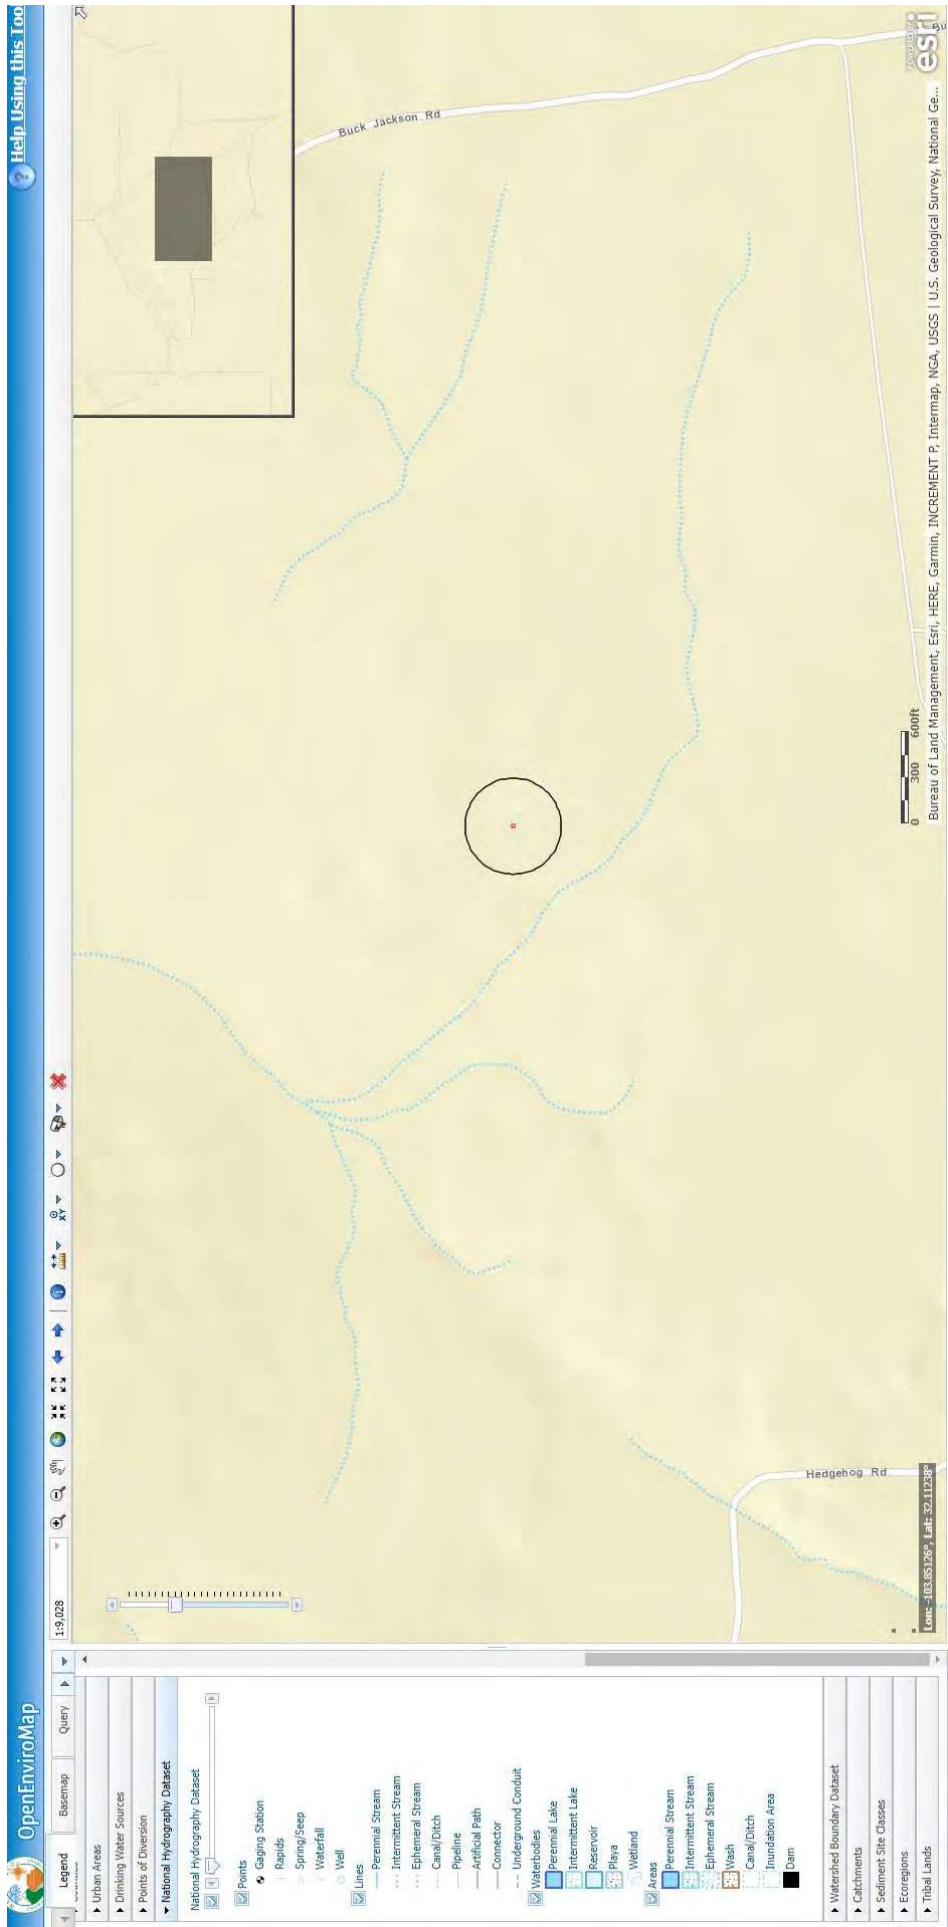 OpenEnviroMap
Help Using this Too
Legend
Basemap
Query
1:9,028
Urban Areas
Drinking Water Sources
Points of Diversion
National Hydrography Dataset
National Hydrography Dataset
Points
Gaging Station
Rapids
Spring/Seep
Waterfall
Well
Lines
Perennial Stream
Intermittent Stream
Ephemeral Stream
Canal/Ditch
Pipeline
Artificial Path
Connector
Underground Conduit
Waterbodies
Perennial Lake
Intermittent Lake
Reservoir
Playa
Wetland
Areas
Perennial Stream
Intermittent Stream
Ephemeral Stream
Wash
Canal/Ditch
Inundation Area
Dam
Watershed Boundary Dataset
Catchments
Sediment Site Classes
Ecoregions
Tribal Lands
XY
Buck Jackson Rd
Hedgehog Rd
Bu
Lon: -103.85126°, Lat: 32.11238°
0 300 600ft
Bureau of Land Management, Esri, HERE, Garmin, INCREMENT P, Intermap, NGA, USGS | U.S. Geological Survey, National Ge...
POWERED BY
esri